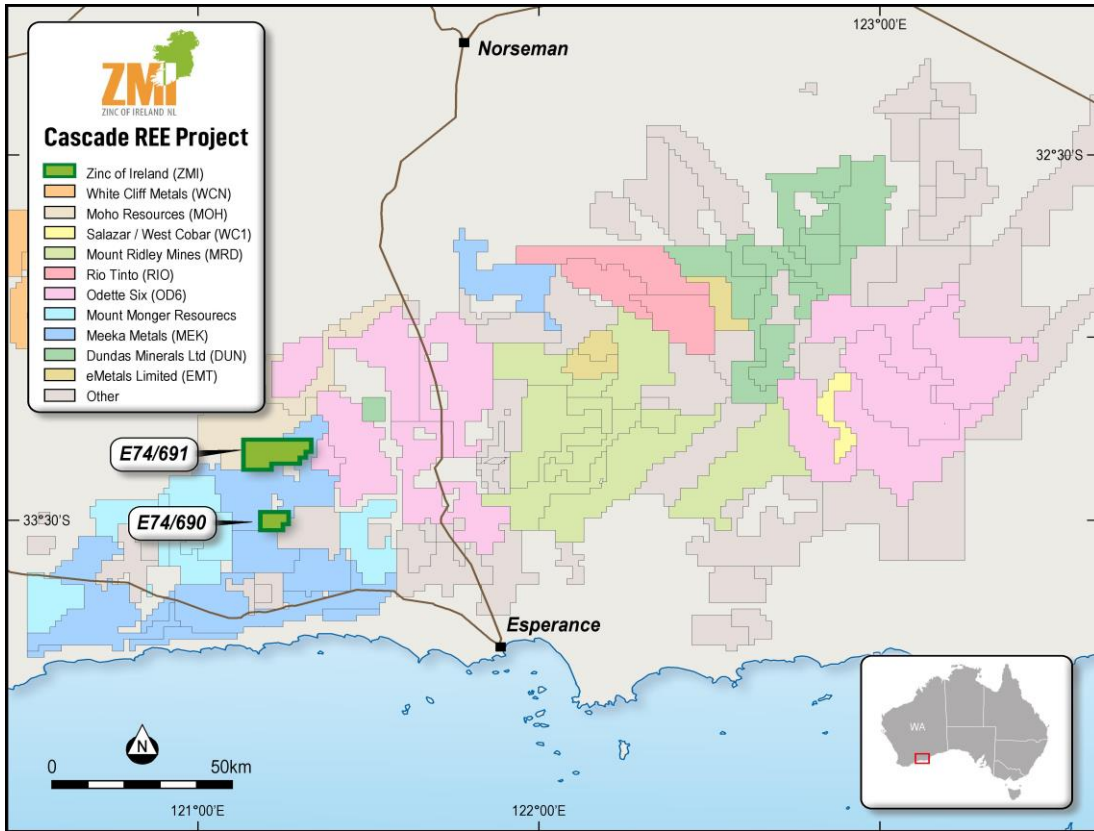 123°00'E
Norseman
ZMI
ZINC OF IRELAND NL
Cascade REE Project
32°30'S
Zinc of Ireland (ZMI)
White Cliff Metals (WCN)
Moho Resources (MOH)
Salazar / West Cobar (WC1)
Mount Ridley Mines (MRD)
Rio Tinto (RIO)
Odette Six (OD6)
Mount Monger Resourecs
Meeka Metals (MEK)
Dundas Minerals Ltd (DUN)
eMetals Limited (EMT)
Other
E74/691
E74/690
33°30'S
Esperance
WA
N
0 50km
121°00'E
122°00'E